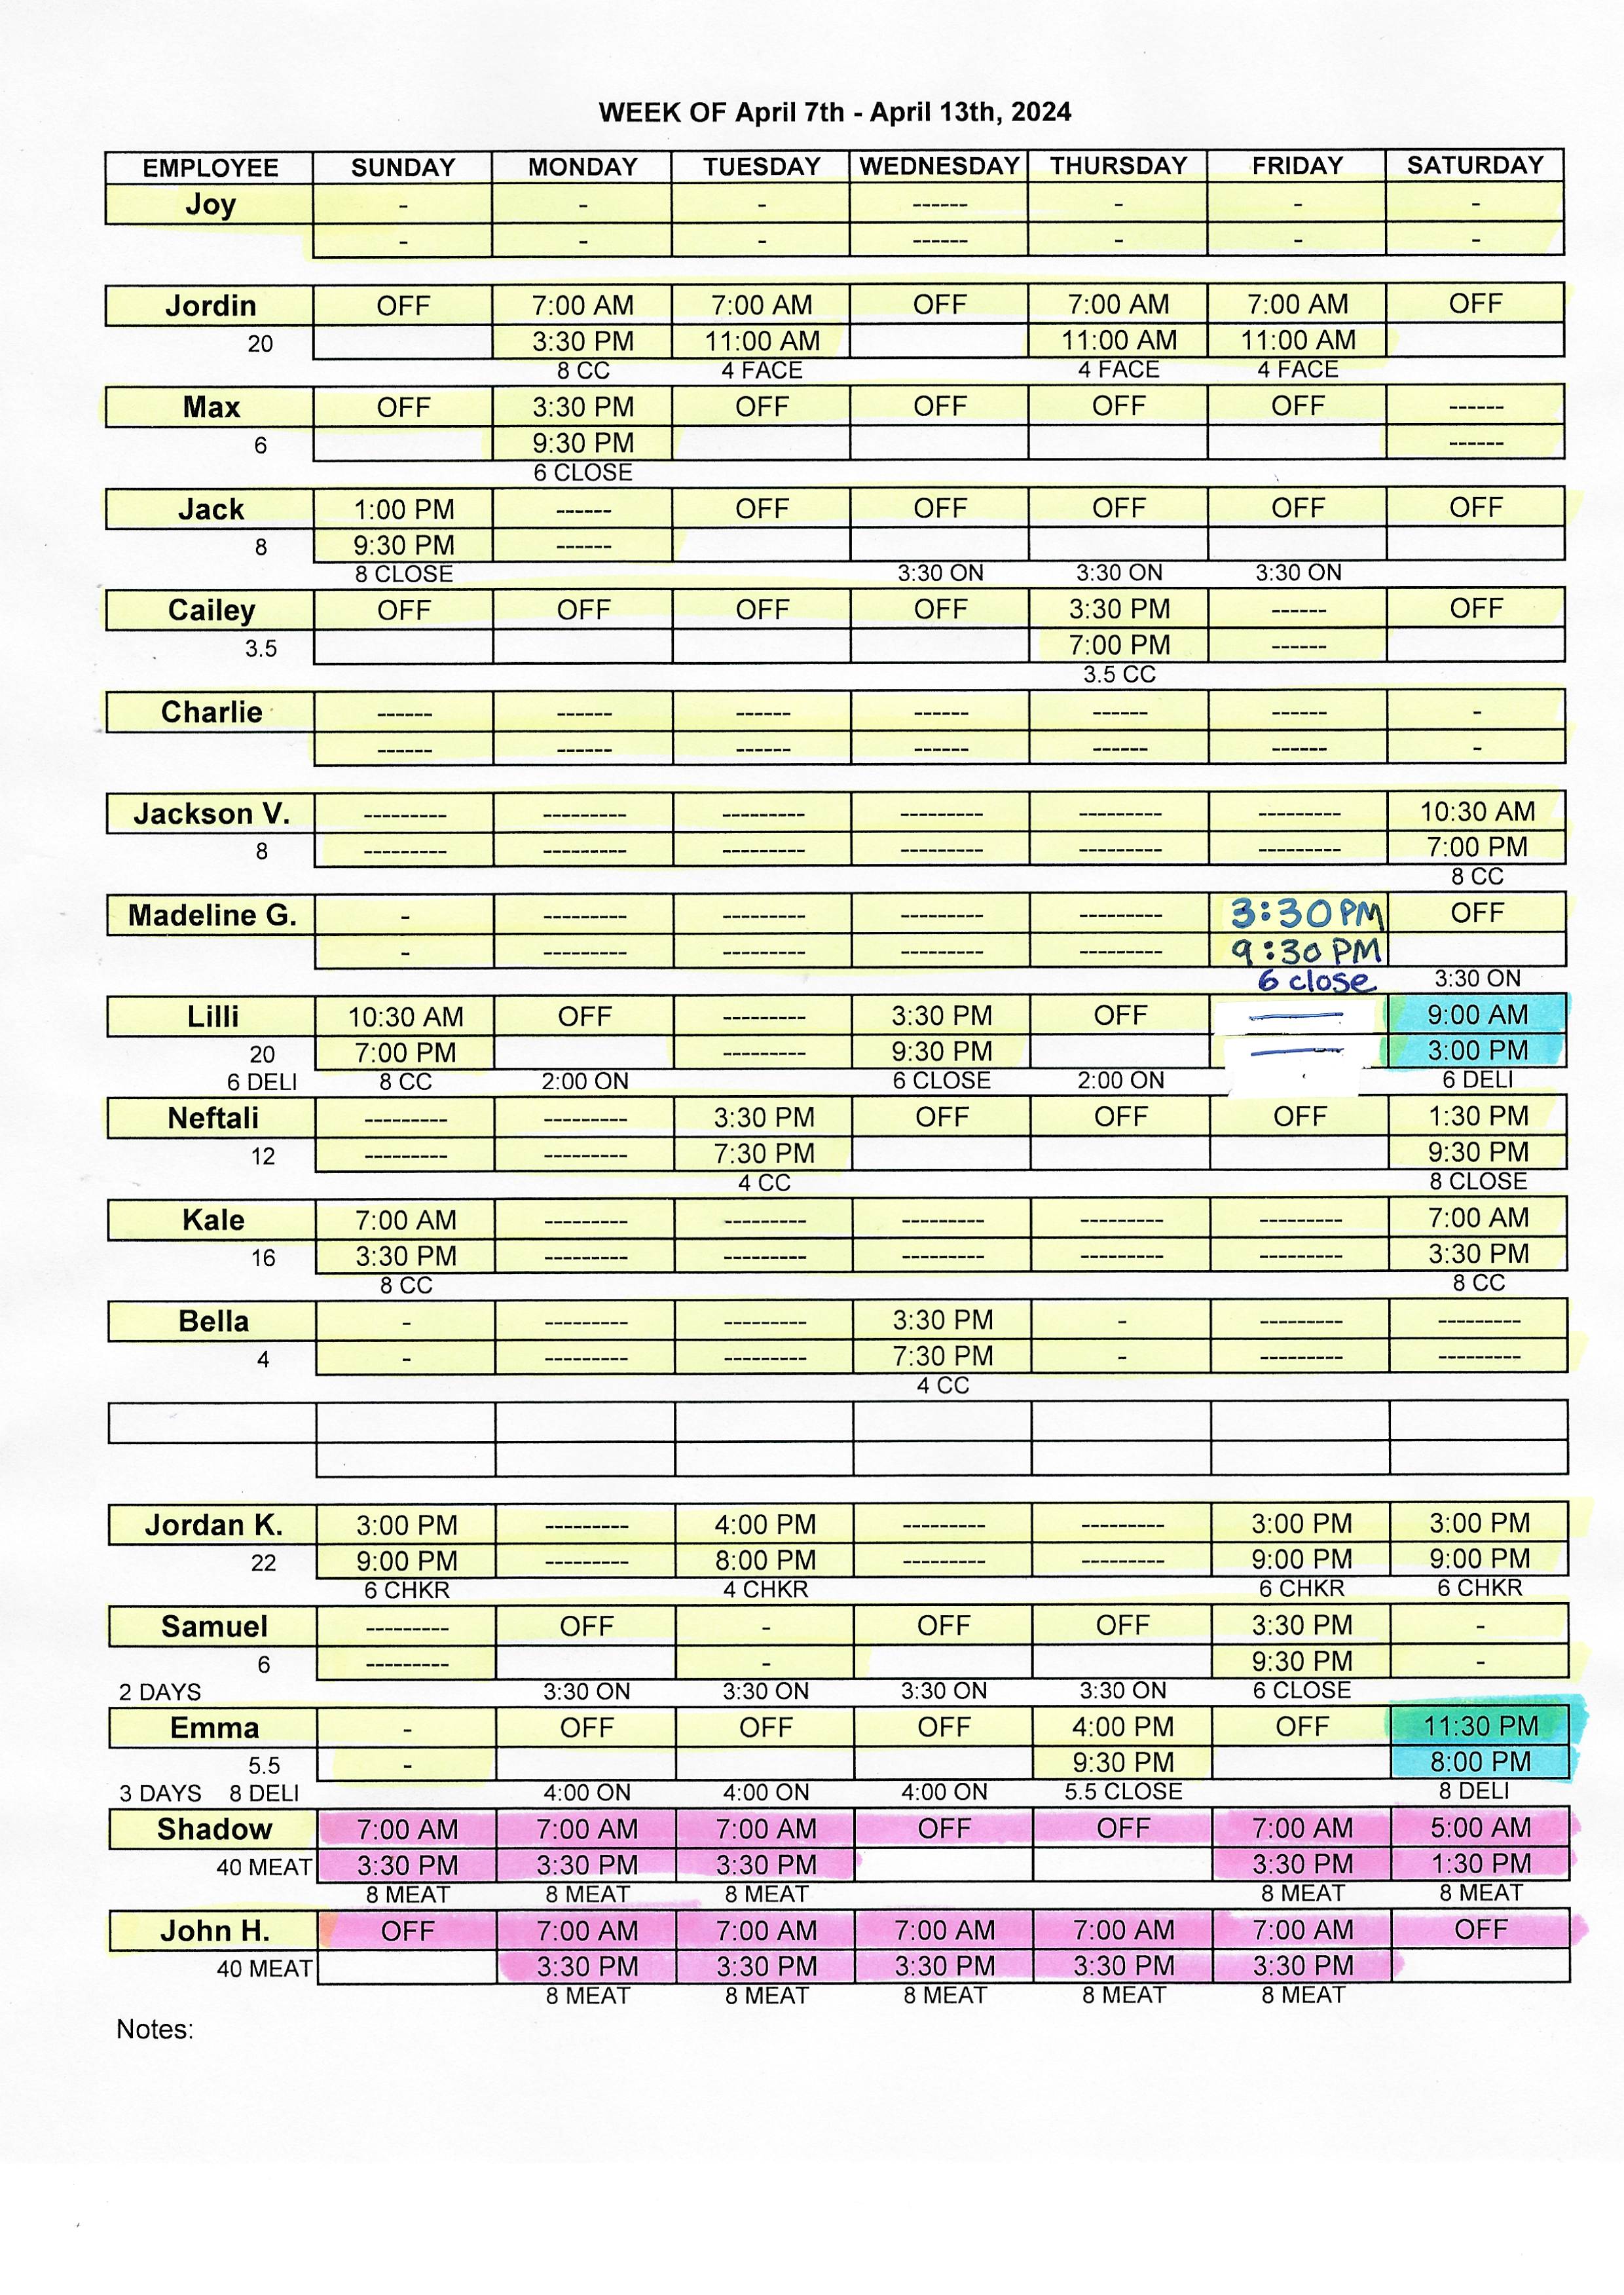 WEEK OF April 7th - April 13th, 2024
EMPLOYEE SUNDAY MONDAY TUESDAY WEDNESDAY THURSDAY FRIDAY SATURDAY
Joy - - - ------ - - -
- - - ------ - - -
Jordin OFF 7:00 AM 7:00 AM OFF 7:00 AM 7:00 AM OFF
20 3:30 PM 11:00 AM 11:00 AM 11:00 AM
8 CC 4 FACE 4 FACE 4 FACE
Max OFF 3:30 PM OFF OFF OFF OFF ------
6 9:30 PM ------
6 CLOSE
Jack 1:00 PM ------ OFF OFF OFF OFF OFF
8 9:30 PM ------
8 CLOSE 3:30 ON 3:30 ON 3:30 ON
Cailey OFF OFF OFF OFF 3:30 PM ------ OFF
3.5 7:00 PM ------
3.5 CC
Charlie ------ ------ ------ ------ ------ ------ -
------ ------ ------ ------ ------ ------ -
Jackson V. --------- --------- --------- --------- --------- --------- 10:30 AM
8 --------- --------- --------- --------- --------- --------- 7:00 PM
8 CC
Madeline G. - --------- --------- --------- --------- 3:30 PM OFF
- --------- --------- --------- --------- 9:30 PM
6 close 3:30 ON
Lilli 10:30 AM OFF --------- 3:30 PM OFF — 9:00 AM
20 7:00 PM --------- 9:30 PM — 3:00 PM
6 DELI 8 CC 2:00 ON 6 CLOSE 2:00 ON 6 DELI
Neftali --------- --------- 3:30 PM OFF OFF OFF 1:30 PM
12 --------- --------- 7:30 PM 9:30 PM
4 CC 8 CLOSE
Kale 7:00 AM --------- --------- --------- --------- --------- 7:00 AM
16 3:30 PM --------- --------- --------- --------- --------- 3:30 PM
8 CC 8 CC
Bella - --------- --------- 3:30 PM - --------- ---------
4 - --------- --------- 7:30 PM - --------- ---------
4 CC
Jordan K. 3:00 PM --------- 4:00 PM --------- --------- 3:00 PM 3:00 PM
22 9:00 PM --------- 8:00 PM --------- --------- 9:00 PM 9:00 PM
6 CHKR 4 CHKR 6 CHKR 6 CHKR
Samuel --------- OFF - OFF OFF 3:30 PM -
6 --------- - 9:30 PM -
2 DAYS 3:30 ON 3:30 ON 3:30 ON 3:30 ON 6 CLOSE
Emma - OFF OFF OFF 4:00 PM OFF 11:30 PM
5.5 - 9:30 PM 8:00 PM
3 DAYS 8 DELI 4:00 ON 4:00 ON 4:00 ON 5.5 CLOSE 8 DELI
Shadow 7:00 AM 7:00 AM 7:00 AM OFF OFF 7:00 AM 5:00 AM
40 MEAT 3:30 PM 3:30 PM 3:30 PM 3:30 PM 1:30 PM
8 MEAT 8 MEAT 8 MEAT 8 MEAT 8 MEAT
John H. OFF 7:00 AM 7:00 AM 7:00 AM 7:00 AM 7:00 AM OFF
40 MEAT 3:30 PM 3:30 PM 3:30 PM 3:30 PM 3:30 PM
8 MEAT 8 MEAT 8 MEAT 8 MEAT 8 MEAT
Notes: